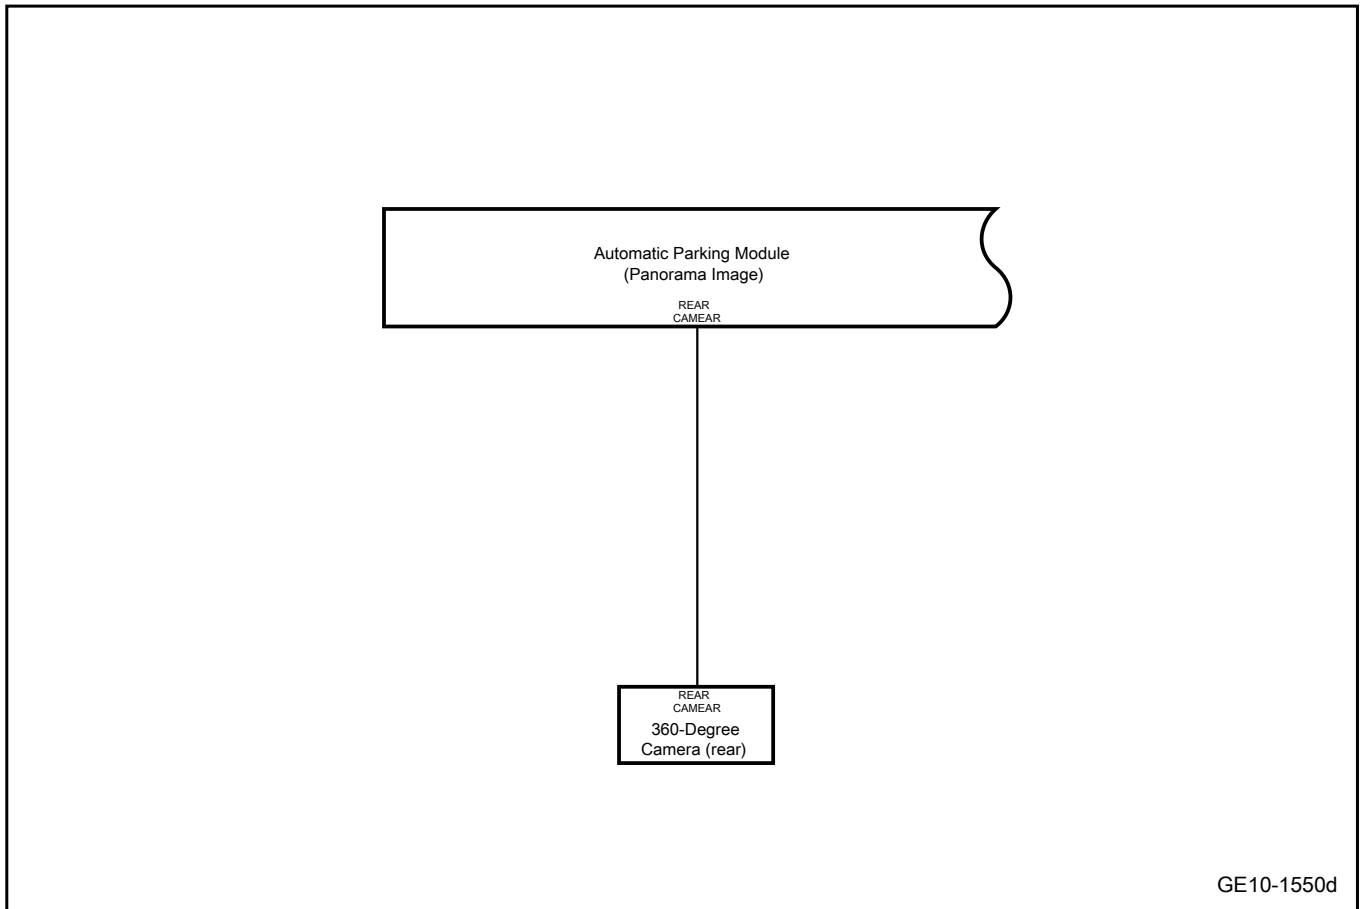 Automatic Parking Module
(Panorama Image)
REAR
CAMEAR
REAR
CAMEAR
360-Degree
Camera (rear)
GE10-1550d